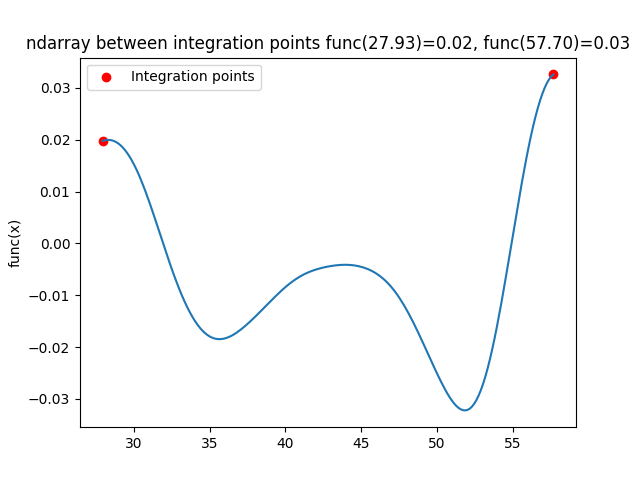 ndarray between integration points func(27.93)=0.02, func(57.70)=0.03
Integration points
func(x)
0.03
0.02
0.01
0.00
−0.01
−0.02
−0.03
30 35 40 45 50 55